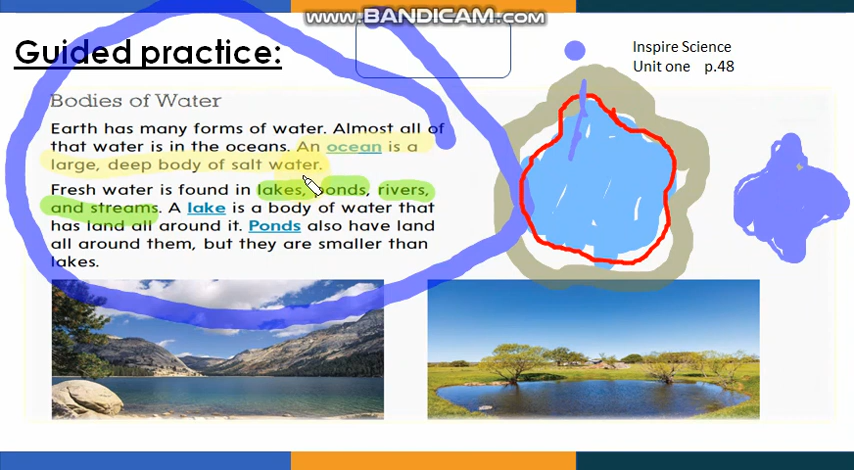 www.BANDICAM.com
Guided practice:
Inspire Science
Unit one p.48
Bodies of Water
Earth has many forms of water. Almost all of
that water is in the oceans. An ocean is a
large, deep body of salt water.
Fresh water is found in lakes, ponds, rivers,
and streams. A lake is a body of water that
has land all around it. Ponds also have land
all around them, but they are smaller than
lakes.